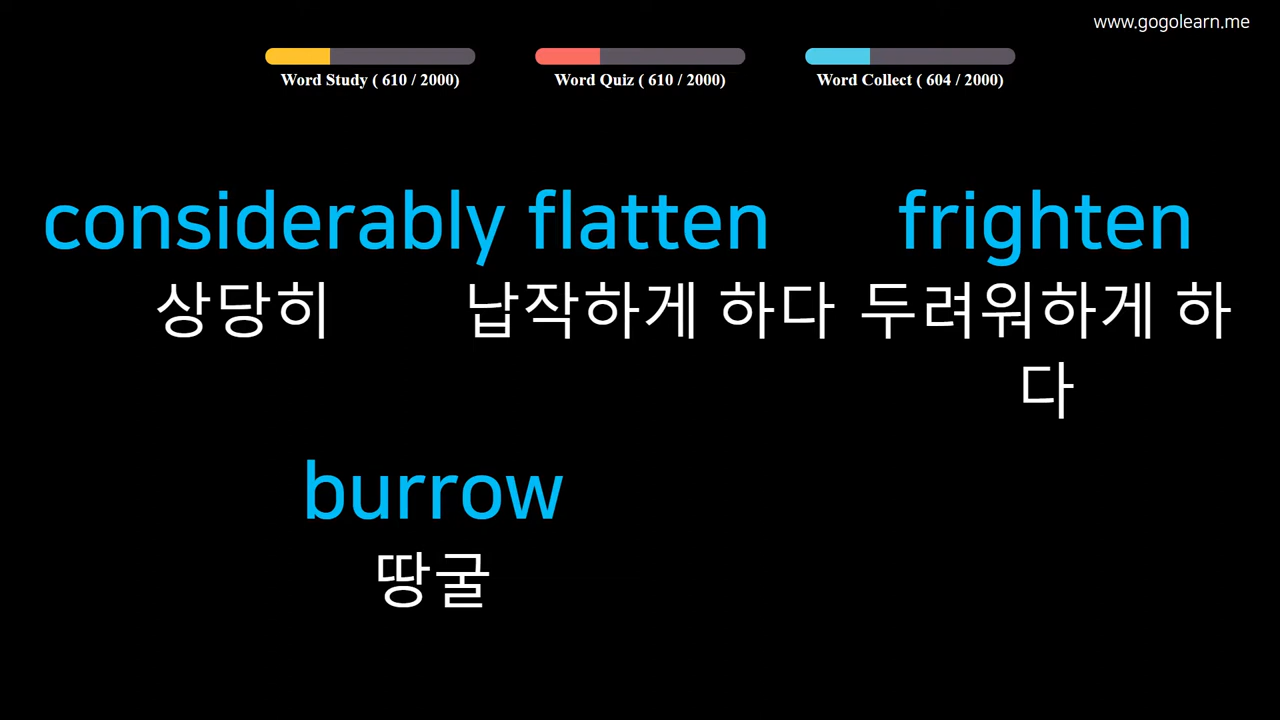 www.gogolearn.me
Word Study ( 610 / 2000)
Word Quiz ( 610 / 2000)
Word Collect ( 604 / 2000)
considerably flatten frighten
상당히 납작하게 하다 두려워하게 하
다
burrow
땅굴